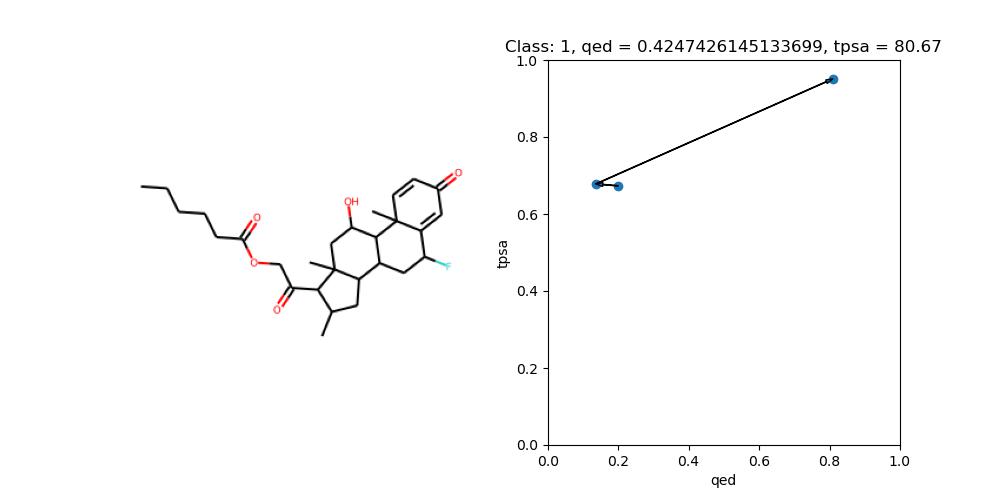 Class: 1, qed = 0.4247426145133699, tpsa = 80.67
1.0
0.8
0.6
0.4
0.2
0.0
tpsa
0.0 0.2 0.4 0.6 0.8 1.0
qed
O
OH
O
O
F
O